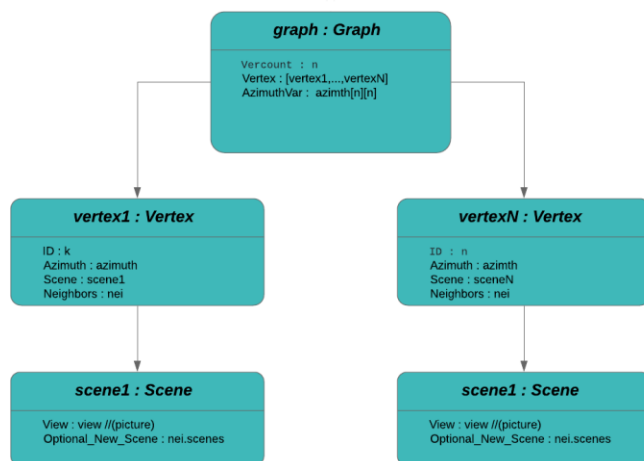 graph : Graph
Vercount : n
Vertex : [vertex1,...,vertexN]
AzimuthVar : azimth[n][n]
vertex1 : Vertex
ID : k
Azimuth : azimuth
Scene : scene1
Neighbors : nei
vertexN : Vertex
ID : n
Azimuth : azimth
Scene : sceneN
Neighbors : nei
scene1 : Scene
View : view //(picture)
Optional_New_Scene : nei.scenes
scene1 : Scene
View : view //(picture)
Optional_New_Scene : nei.scenes